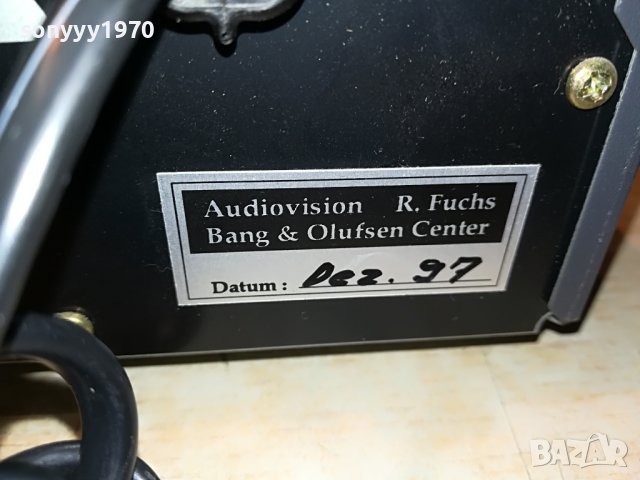 sonyyy1970
Audiovision R. Fuchs
Bang & Olufsen Center
Datum : Dez. 97
BAZAR